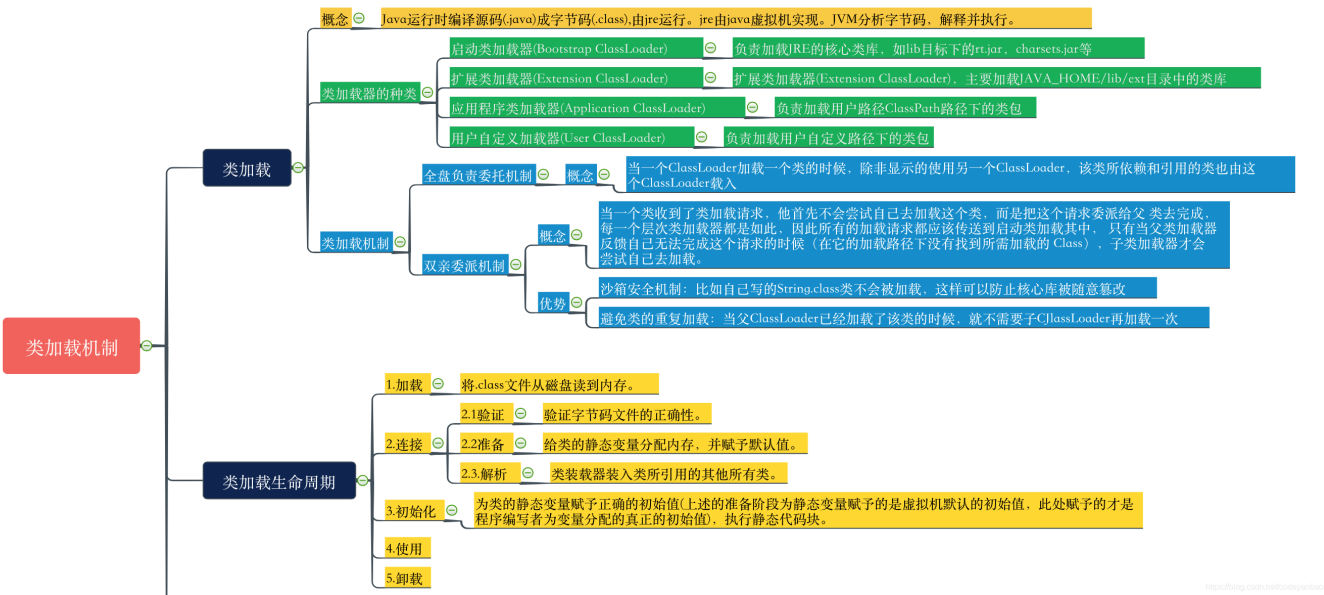 类加载机制
类加载
概念
Java运行时编译源码(.java)成字节码(.class),由jre运行。jre由java虚拟机实现。JVM分析字节码，解释并执行。
类加载器的种类
启动类加载器(Bootstrap ClassLoader)
负责加载JRE的核心类库，如lib目标下的rt.jar，charsets.jar等
扩展类加载器(Extension ClassLoader)
扩展类加载器(Extension ClassLoader)，主要加载JAVA_HOME/lib/ext目录中的类库
应用程序类加载器(Application ClassLoader)
负责加载用户路径ClassPath路径下的类包
用户自定义加载器(User ClassLoader)
负责加载用户自定义路径下的类包
类加载机制
全盘负责委托机制
概念
当一个ClassLoader加载一个类的时候，除非显示的使用另一个ClassLoader，该类所依赖和引用的类也由这
个ClassLoader载入
双亲委派机制
概念
当一个类收到了类加载请求，他首先不会尝试自己去加载这个类，而是把这个请求委派给父 类去完成，
每一个层次类加载器都是如此，因此所有的加载请求都应该传送到启动类加载其中， 只有当父类加载器
反馈自己无法完成这个请求的时候（在它的加载路径下没有找到所需加载的 Class），子类加载器才会
尝试自己去加载。
优势
沙箱安全机制：比如自己写的String.class类不会被加载，这样可以防止核心库被随意篡改
避免类的重复加载：当父ClassLoader已经加载了该类的时候，就不需要子CJlassLoader再加载一次
类加载生命周期
1.加载
将.class文件从磁盘读到内存。
2.连接
2.1验证
验证字节码文件的正确性。
2.2准备
给类的静态变量分配内存，并赋予默认值。
2.3.解析
类装载器装入类所引用的其他所有类。
3.初始化
为类的静态变量赋予正确的初始值(上述的准备阶段为静态变量赋予的是虚拟机默认的初始值，此处赋予的才是
程序编写者为变量分配的真正的初始值)，执行静态代码块。
4.使用
5.卸载